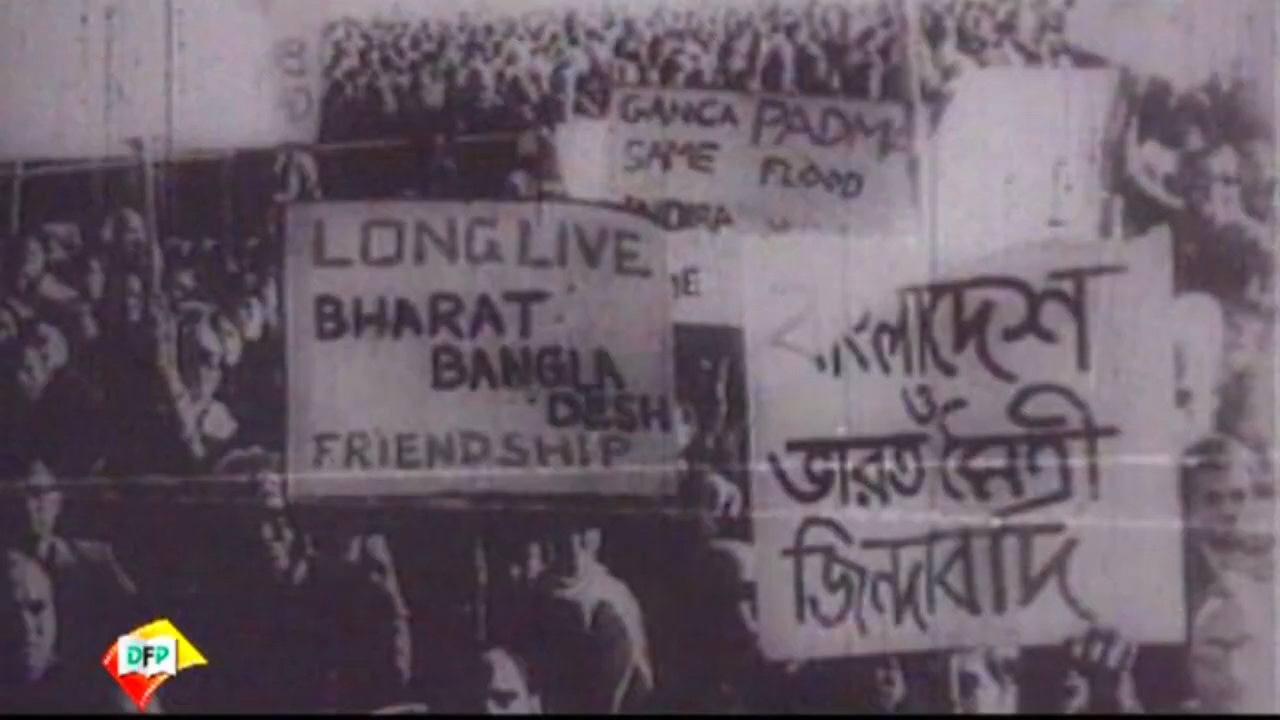 GANGA PADMA
SAME FLOOD
INDIRA
LONG LIVE
BHARAT
BANGLA
DESH
FRIENDSHIP
বাংলাদেশ
ও
ভারত মৈত্রী
জিন্দাবাদ
DFP